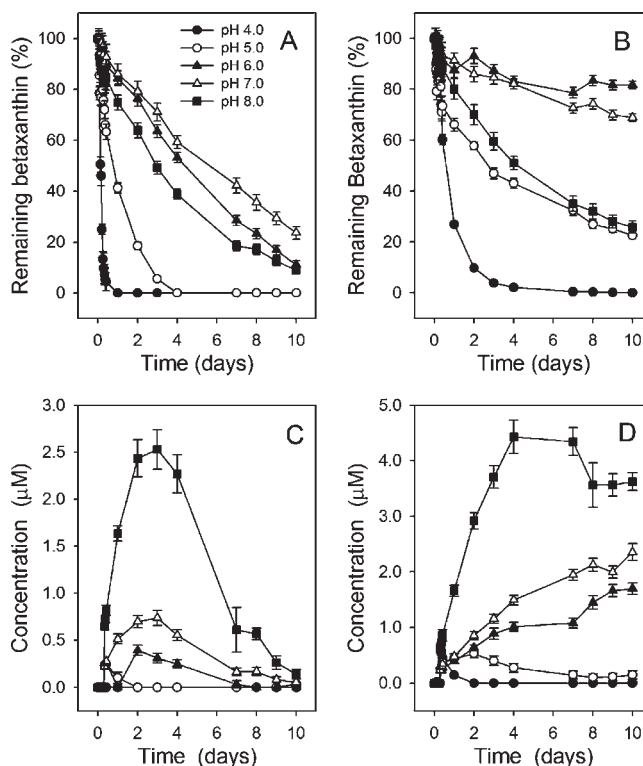 A
pH 4.0
pH 5.0
pH 6.0
pH 7.0
pH 8.0
Remaining betaxanthin (%)
100
80
60
40
20
0
0 2 4 6 8 10
Time (days)
B
Remaining Betaxanthin (%)
100
80
60
40
20
0
0 2 4 6 8 10
Time (days)
C
Concentration (µM)
3.0
2.5
2.0
1.5
1.0
0.5
0.0
0 2 4 6 8 10
Time (days)
D
Concentration (µM)
5.0
4.0
3.0
2.0
1.0
0.0
0 2 4 6 8 10
Time (days)